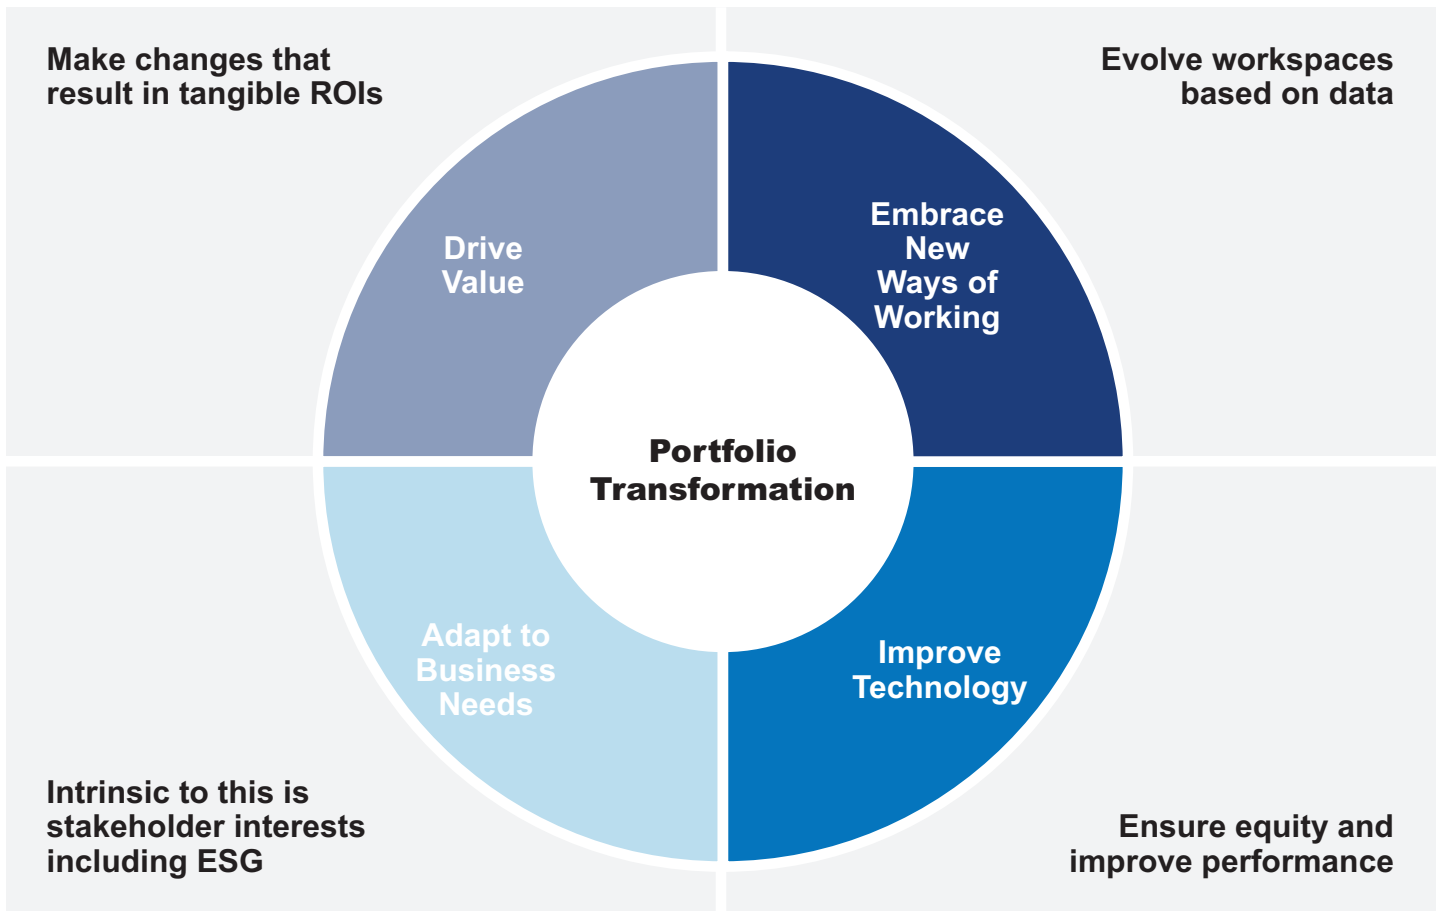 Make changes that
result in tangible ROIs
Evolve workspaces
based on data
Drive
Value
Embrace
New
Ways of
Working
Portfolio
Transformation
Adapt to
Business
Needs
Improve
Technology
Intrinsic to this is
stakeholder interests
including ESG
Ensure equity and
improve performance